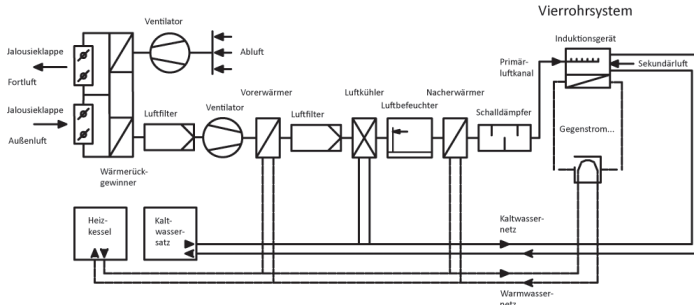 Vierrohrsystem
Ventilator
Induktionsgerät
Jalousieklappe
Abluft
Primär-
luftkanal
Sekundärluft
Fortluft
Jalousieklappe
Luftfilter
Ventilator
Vorerwärmer
Luftfilter
Luftkühler
Luftbefeuchter
Nacherwärmer
Schalldämpfer
Außenluft
Gegenstrom...
Wärmerück-
gewinner
Heiz-
kessel
Kalt-
wasser-
satz
Kaltwasser-
netz
Warmwasser-
netz